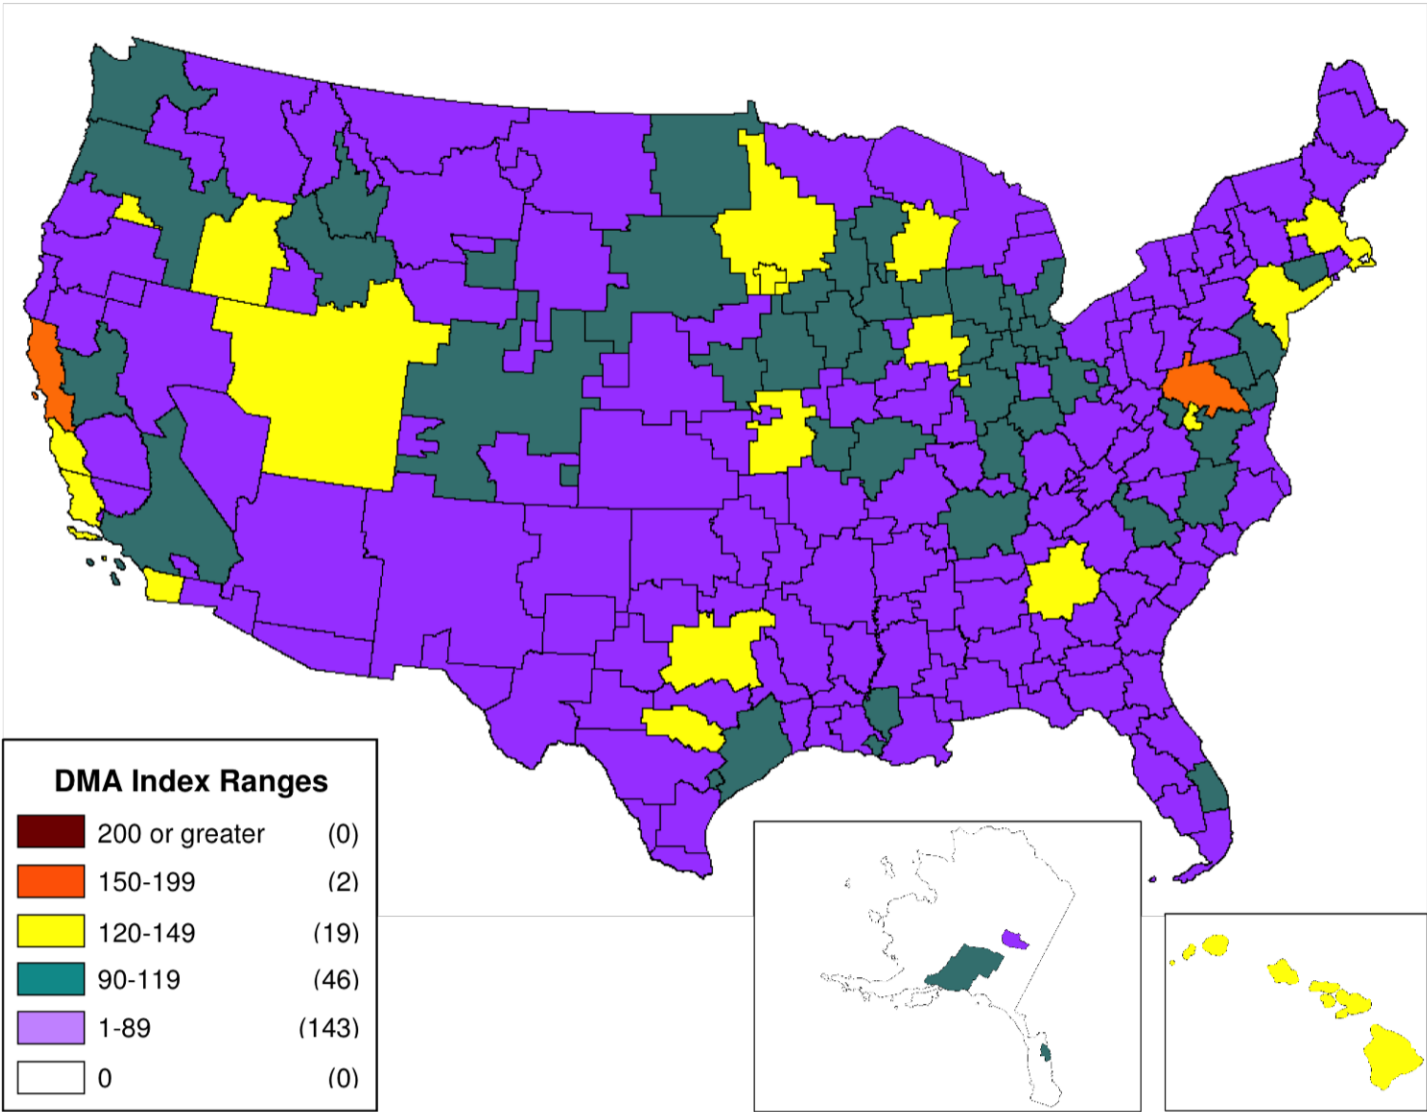 DMA Index Ranges
200 or greater (0)
150-199 (2)
120-149 (19)
90-119 (46)
1-89 (143)
0 (0)